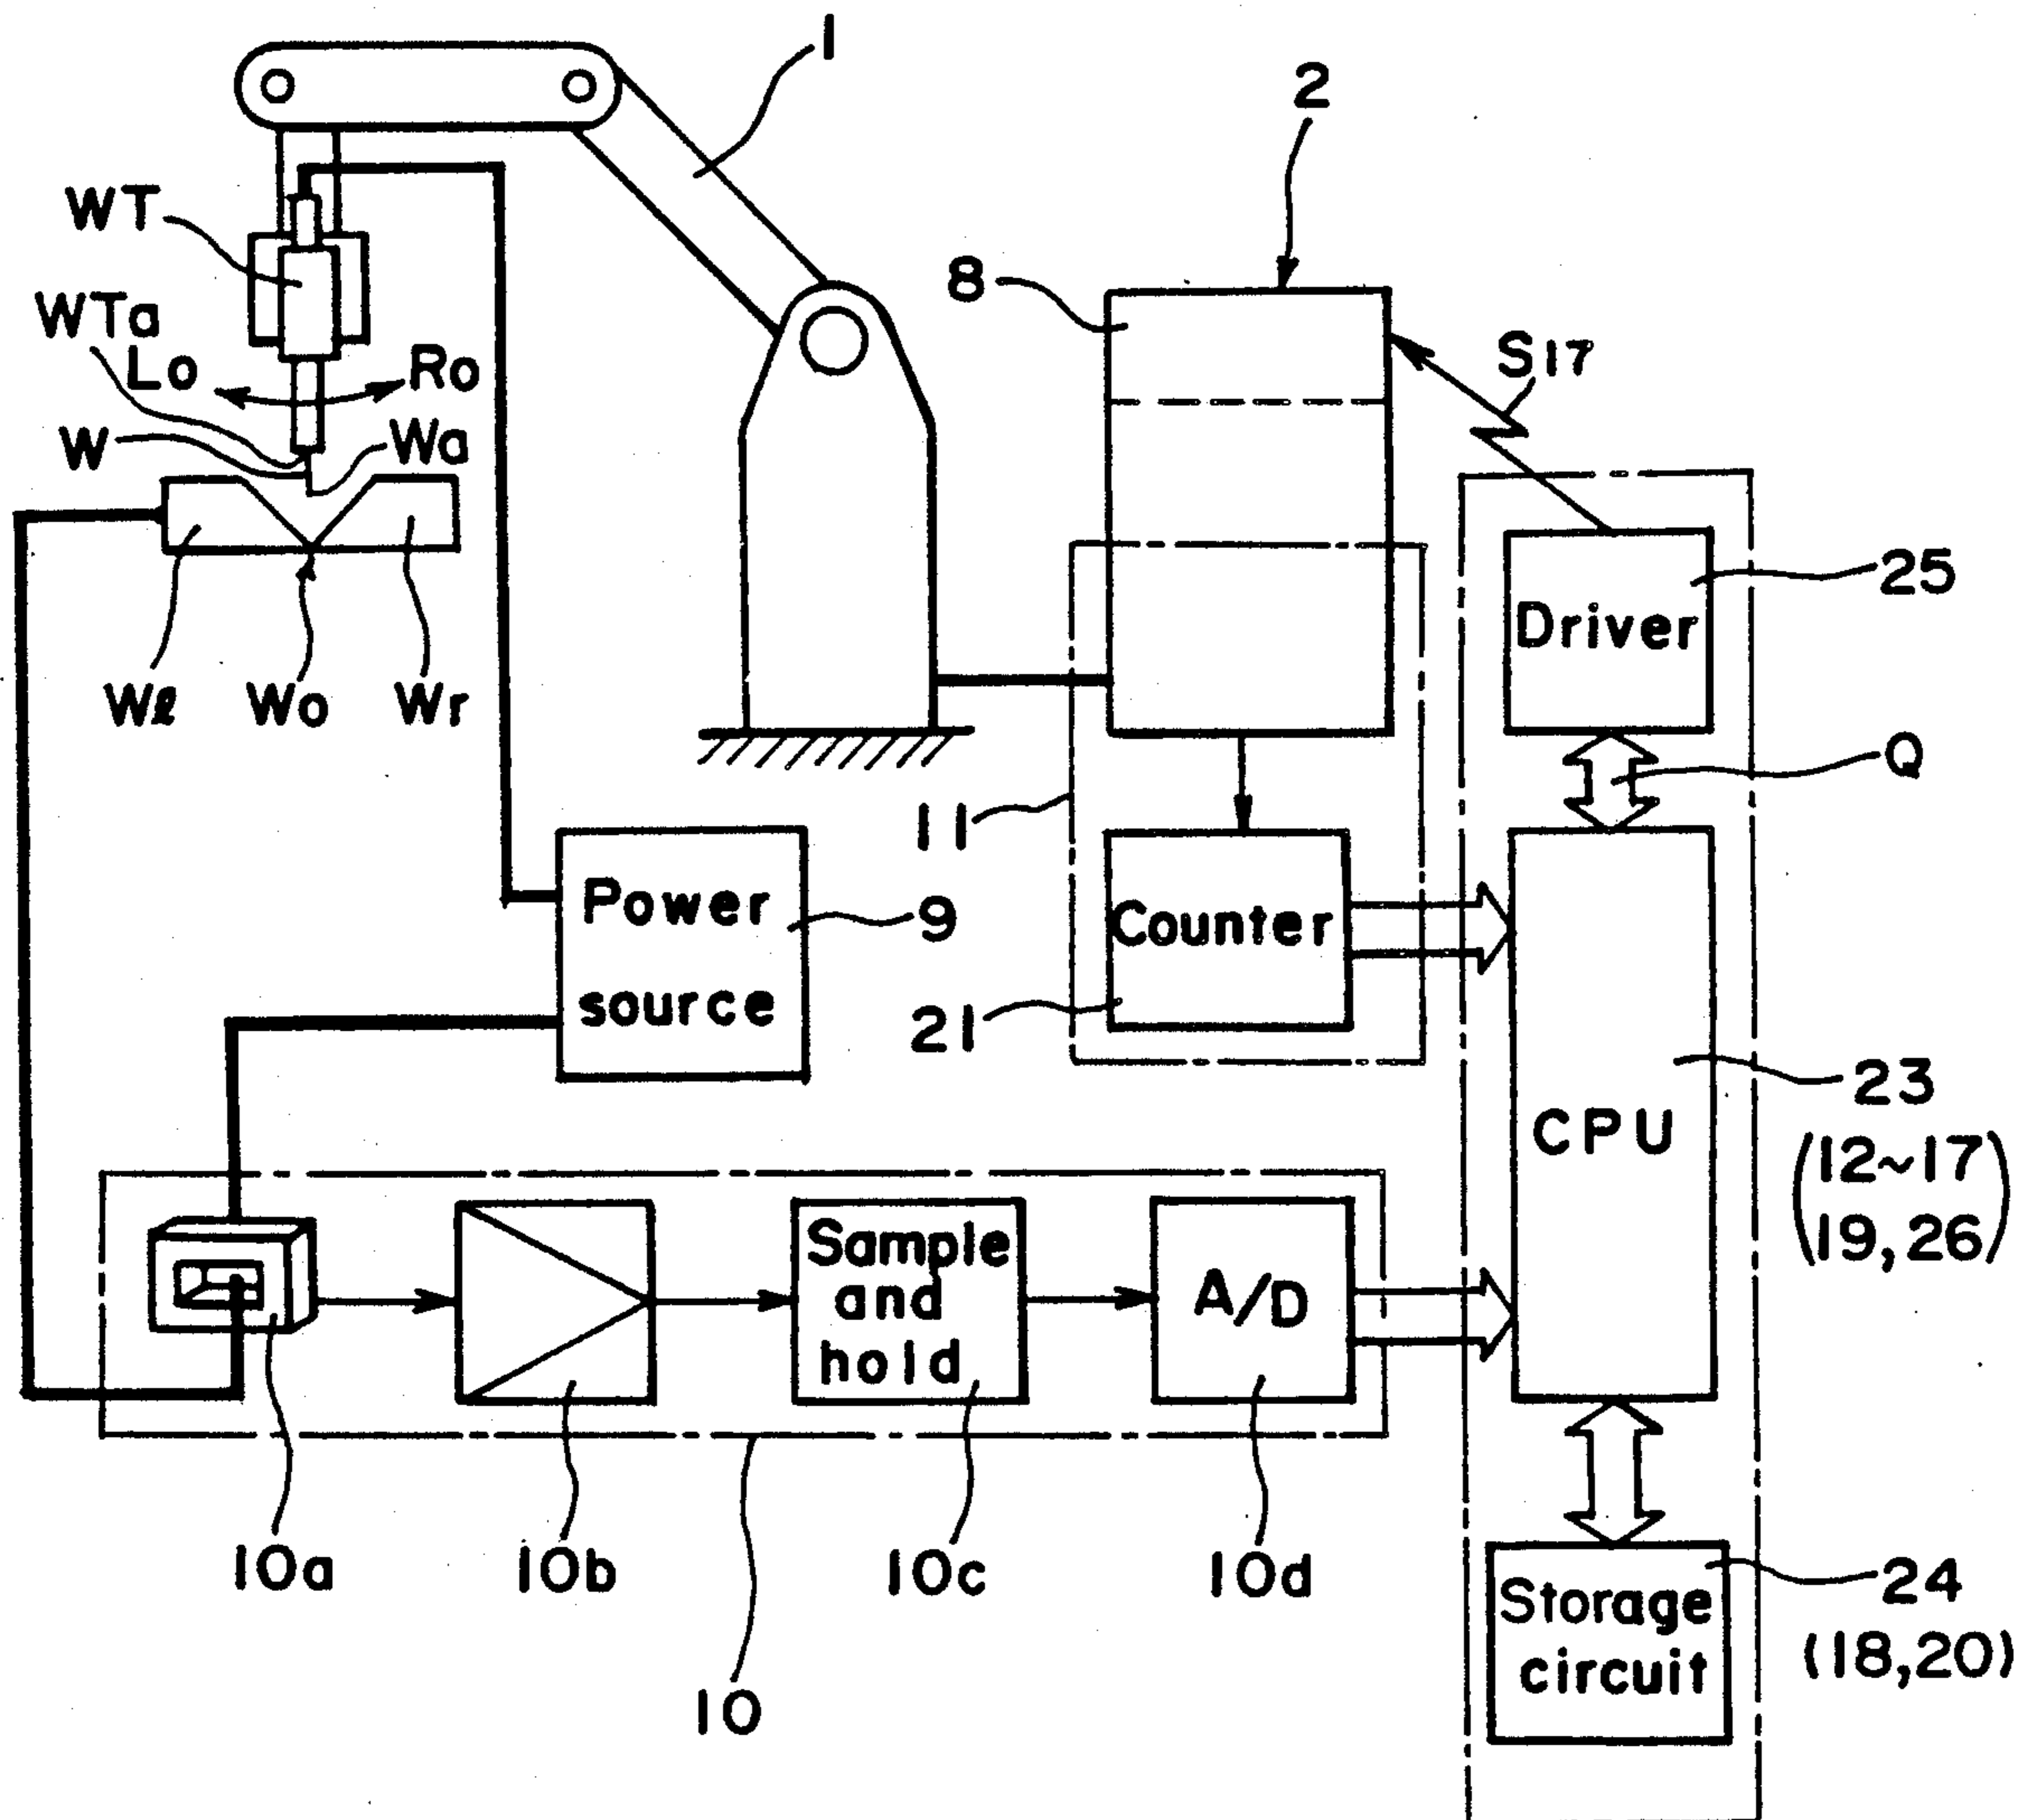 1
2
WT
8
S17
WTa
Lo
Ro
W
Wa
25
Driver
Wℓ
Wo
Wr
Q
11
Power
source
9
Counter
21
23
(12~17
19,26)
CPU
Sample
and
hold
A/D
10a
10b
10c
10d
24
(18,20)
Storage
circuit
10